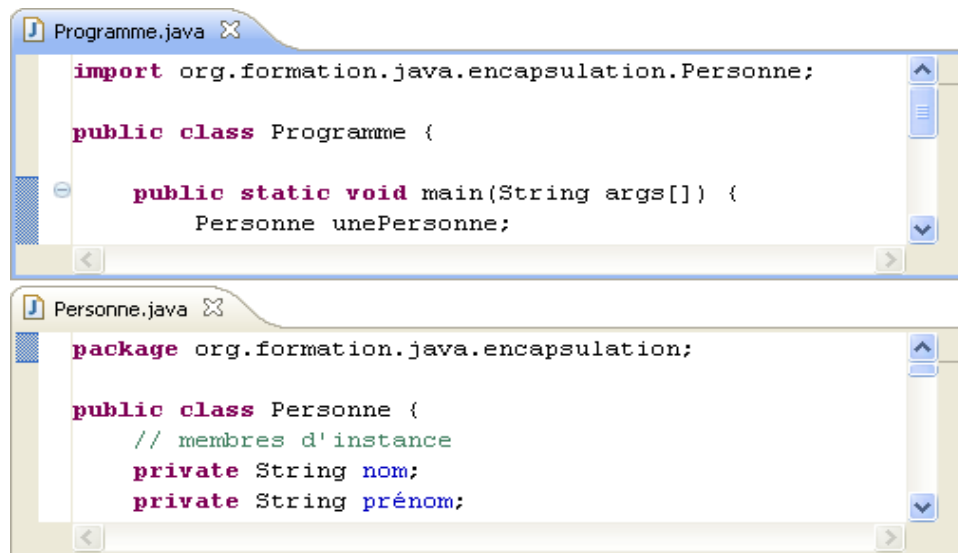 Programme.java
import org.formation.java.encapsulation.Personne;
public class Programme {
public static void main(String args[]) {
Personne unePersonne;
Personne.java
package org.formation.java.encapsulation;
public class Personne {
// membres d'instance
private String nom;
private String prénom;